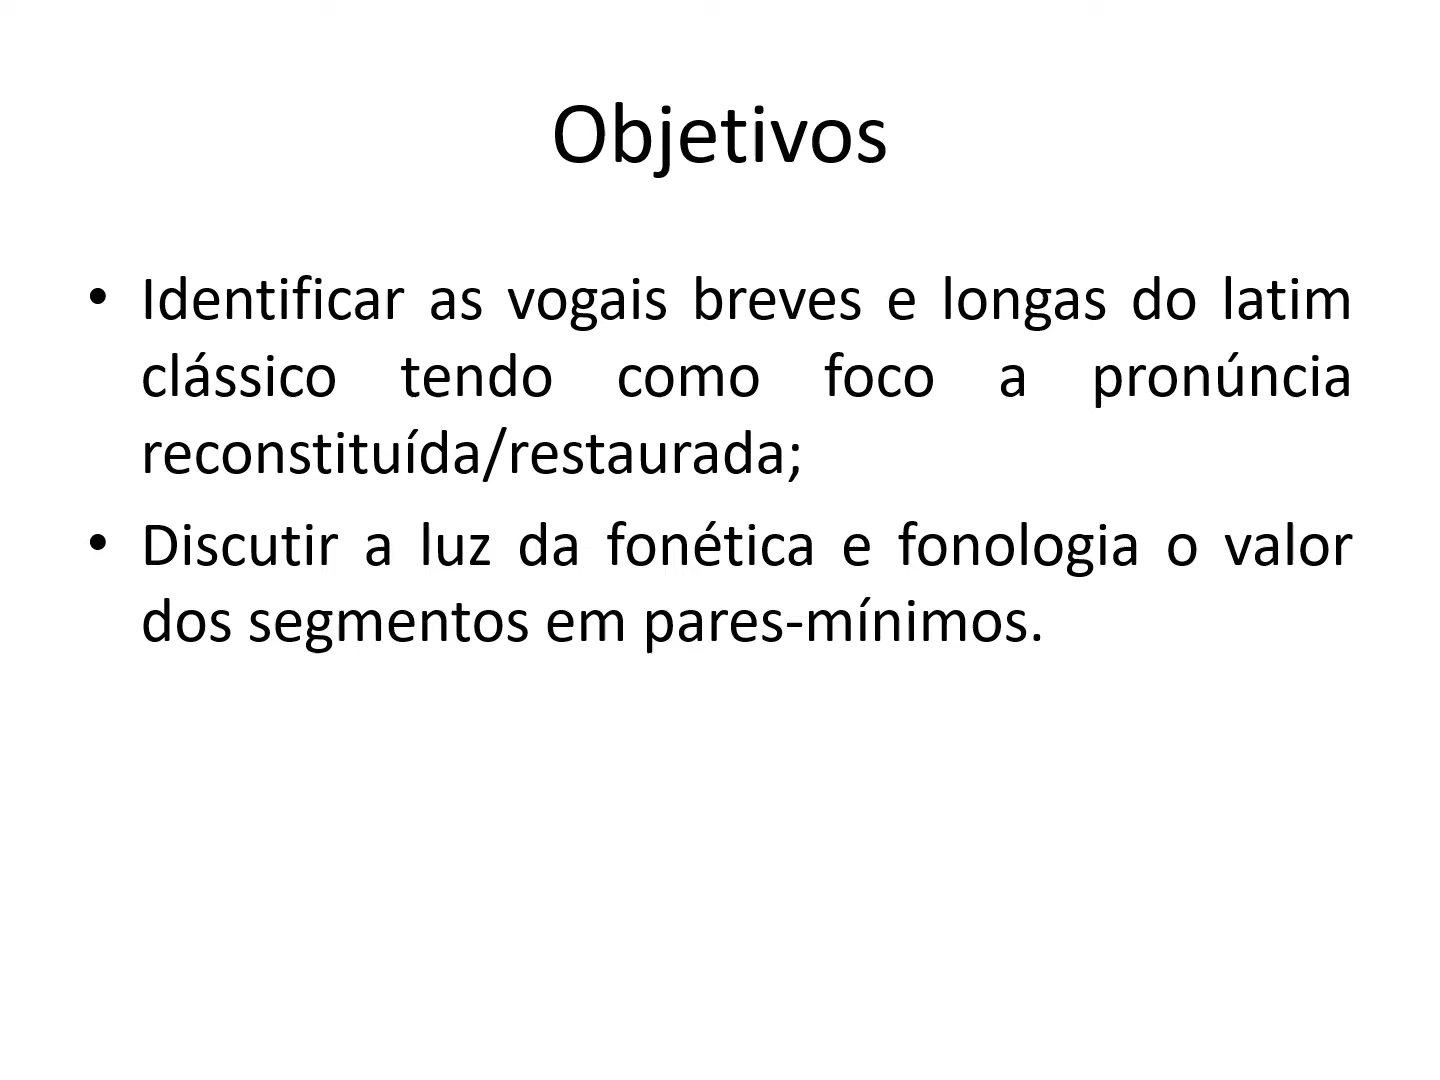 Objetivos
• Identificar as vogais breves e longas do latim
clássico tendo como foco a pronúncia
reconstituída/restaurada;
• Discutir a luz da fonética e fonologia o valor
dos segmentos em pares-mínimos.